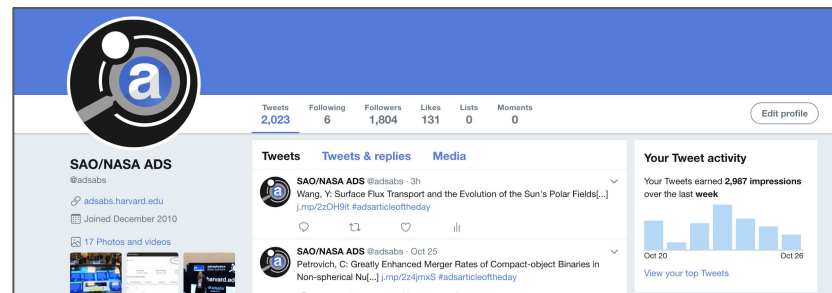 a
Tweets Following Followers Likes Lists Moments
2,023 6 1,804 131 0 0
Edit profile
SAO/NASA ADS
@adsabs
adsabs.harvard.edu
Joined December 2010
17 Photos and videos
Tweets Tweets & replies Media
SAO/NASA ADS @adsabs · 3h
Wang, Y: Surface Flux Transport and the Evolution of the Sun's Polar Fields[...]
j.mp/2zOH9it #adsarticleoftheday
SAO/NASA ADS @adsabs · Oct 25
Petrovich, C: Greatly Enhanced Merger Rates of Compact-object Binaries in
Non-spherical Nu[...] j.mp/2z4jmxS #adsarticleoftheday
Your Tweet activity
Your Tweets earned 2,987 impressions
over the last week
Oct 20 Oct 26
View your top Tweets